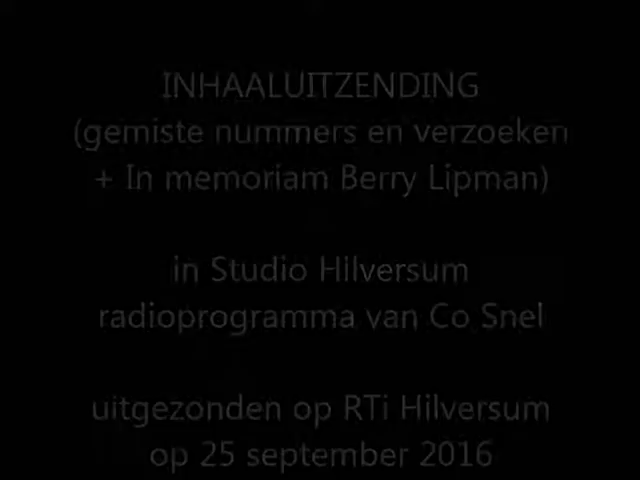 INHAALUITZENDING
(gemiste nummers en verzoeken
+ In memoriam Berry Lipman)
in Studio Hilversum
radioprogramma van Co Snel
uitgezonden op RTi Hilversum
op 25 september 2016